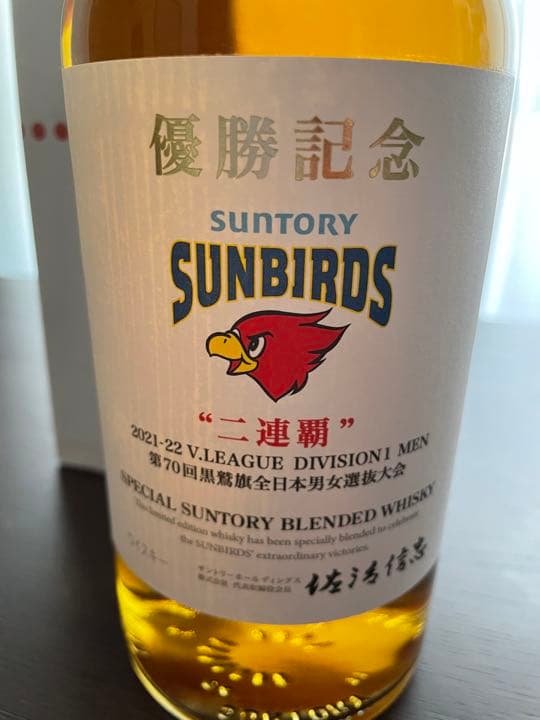 優勝記念
SUNTORY
SUNBIRDS
“二連覇”
2021-22 V.LEAGUE DIVISION1 MEN
第70回黒鷲旗全日本男女選抜大会
SPECIAL SUNTORY BLENDED WHISKY
This limited edition whisky has been specially blended to celebrate
the SUNBIRDS' extraordinary victories.
ウイスキー
サントリーホールディングス
株式会社 代表取締役会長
佐治信忠